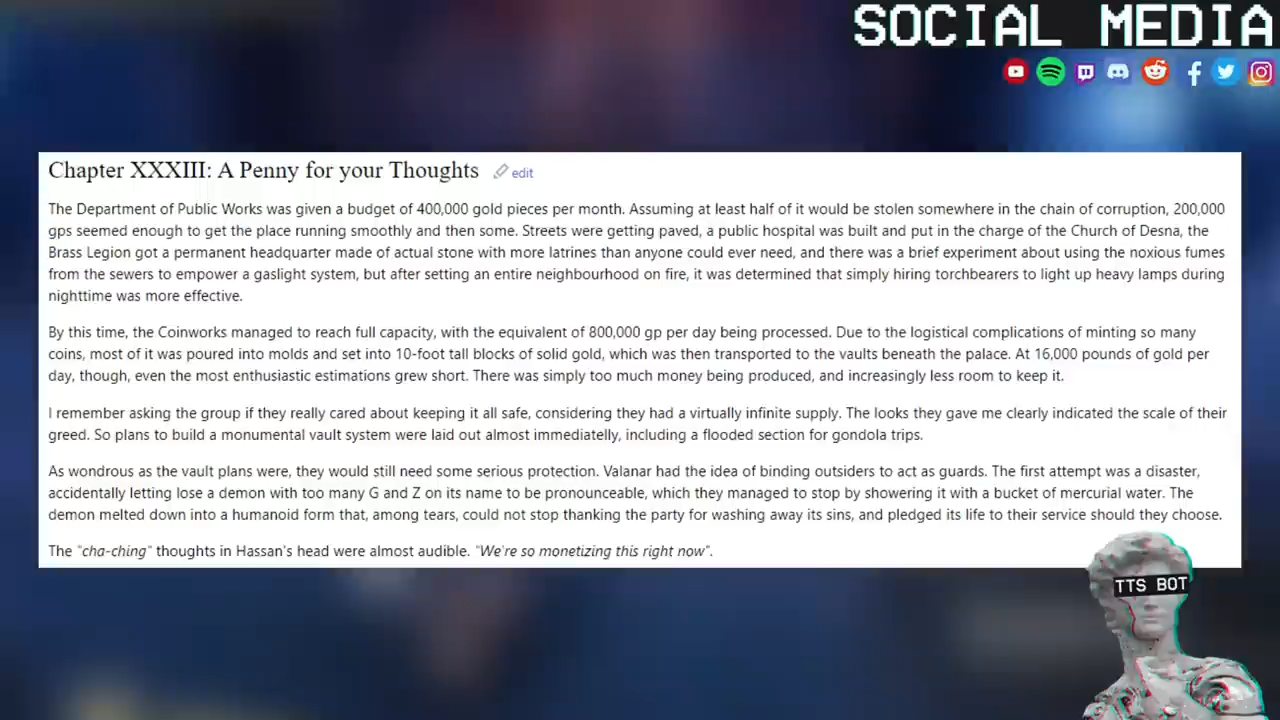 SOCIAL MEDIA
Chapter XXXIII: A Penny for your Thoughts edit
The Department of Public Works was given a budget of 400,000 gold pieces per month. Assuming at least half of it would be stolen somewhere in the chain of corruption, 200,000
gps seemed enough to get the place running smoothly and then some. Streets were getting paved, a public hospital was built and put in the charge of the Church of Desna, the
Brass Legion got a permanent headquarter made of actual stone with more latrines than anyone could ever need, and there was a brief experiment about using the noxious fumes
from the sewers to empower a gaslight system, but after setting an entire neighbourhood on fire, it was determined that simply hiring torchbearers to light up heavy lamps during
nighttime was more effective.
By this time, the Coinworks managed to reach full capacity, with the equivalent of 800,000 gp per day being processed. Due to the logistical complications of minting so many
coins, most of it was poured into molds and set into 10-foot tall blocks of solid gold, which was then transported to the vaults beneath the palace. At 16,000 pounds of gold per
day, though, even the most enthusiastic estimations grew short. There was simply too much money being produced, and increasingly less room to keep it.
I remember asking the group if they really cared about keeping it all safe, considering they had a virtually infinite supply. The looks they gave me clearly indicated the scale of their
greed. So plans to build a monumental vault system were laid out almost immediatelly, including a flooded section for gondola trips.
As wondrous as the vault plans were, they would still need some serious protection. Valanar had the idea of binding outsiders to act as guards. The first attempt was a disaster,
accidentally letting lose a demon with too many G and Z on its name to be pronounceable, which they managed to stop by showering it with a bucket of mercurial water. The
demon melted down into a humanoid form that, among tears, could not stop thanking the party for washing away its sins, and pledged its life to their service should they choose.
The "cha-ching" thoughts in Hassan's head were almost audible. "We're so monetizing this right now".
TTS BOT